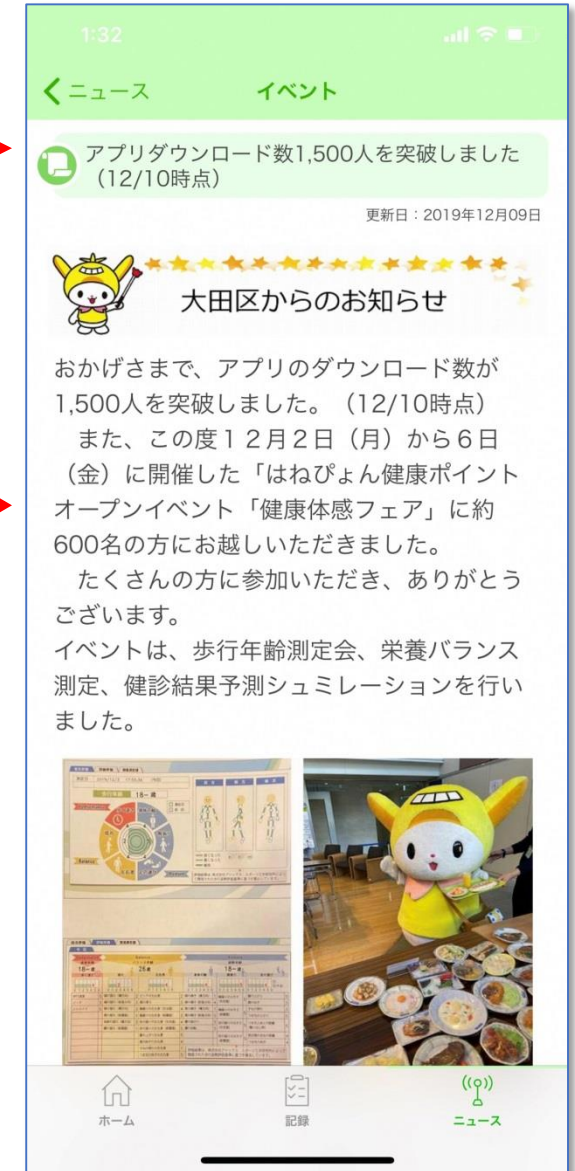 1:32
ニュース
イベント
アプリダウンロード数1,500人を突破しました
（12/10時点）
更新日：2019年12月09日
大田区からのお知らせ
おかげさまで、アプリのダウンロード数が
1,500人を突破しました。（12/10時点）
　また、この度１２月２日（月）から６日
（金）に開催した「はねぴょん健康ポイント
オープンイベント「健康体感フェア」に約
600名の方にお越しいただきました。
　たくさんの方に参加いただき、ありがとう
ございます。
イベントは、歩行年齢測定会、栄養バランス
測定、健診結果予測シュミレーションを行い
ました。
歩行年齢 18～歳
ホーム
記録
ニュース